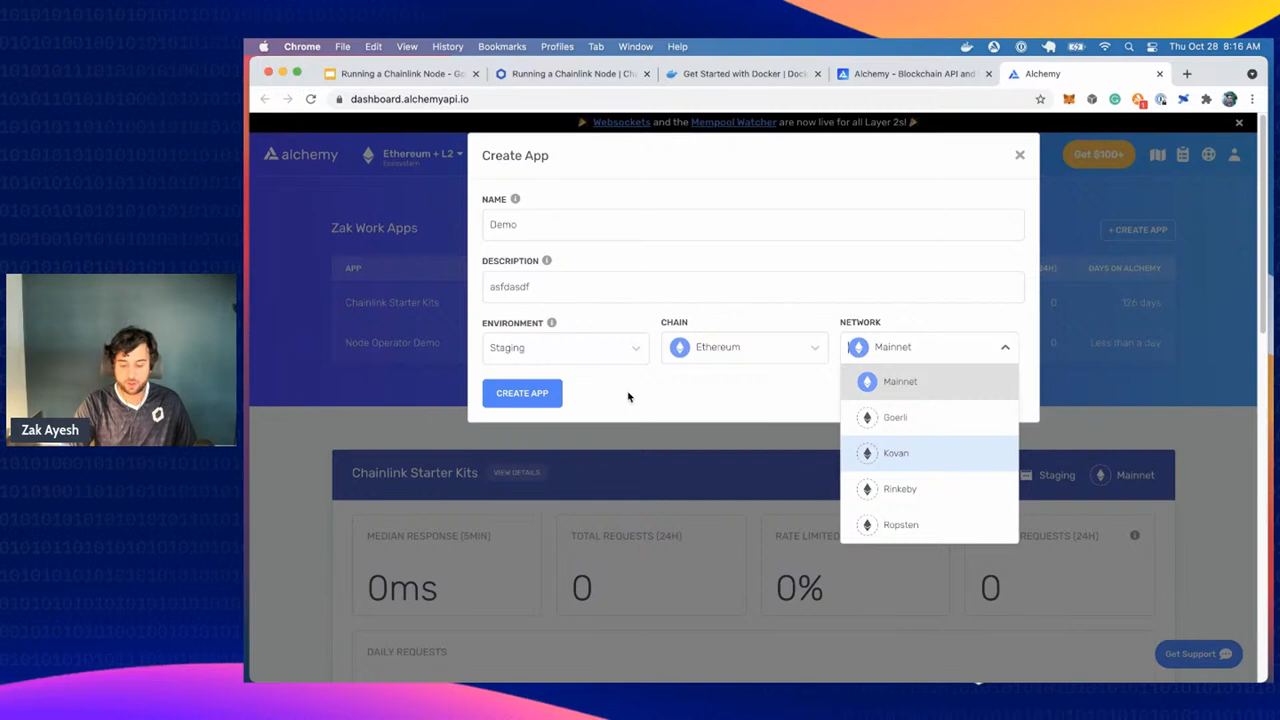 Chrome File Edit View History Bookmarks Profiles Tab Window Help Thu Oct 28 8:16 AM
Running a Chainlink Node - Go Running a Chainlink Node | Cha Get Started with Docker | Dock Alchemy - Blockchain API and Alchemy
dashboard.alchemyapi.io
Websockets and the Mempool Watcher are now live for all Layer 2s!
alchemy
Ethereum + L2
Ecosystem
Get $100+
Create App
NAME
Demo
DESCRIPTION
asfdasdf
ENVIRONMENT CHAIN NETWORK
Staging Ethereum Mainnet
CREATE APP
Mainnet
Goerli
Kovan
Rinkeby
Ropsten
Zak Work Apps
+ CREATE APP
APP 24H) DAYS ON ALCHEMY
Chainlink Starter Kits 0 126 days
Node Operator Demo 0 Less than a day
Chainlink Starter Kits VIEW DETAILS Staging Mainnet
MEDIAN RESPONSE (5MIN) TOTAL REQUESTS (24H) RATE LIMITED REQUESTS (24H)
0ms 0 0% 0
DAILY REQUESTS
Get Support
Zak Ayesh